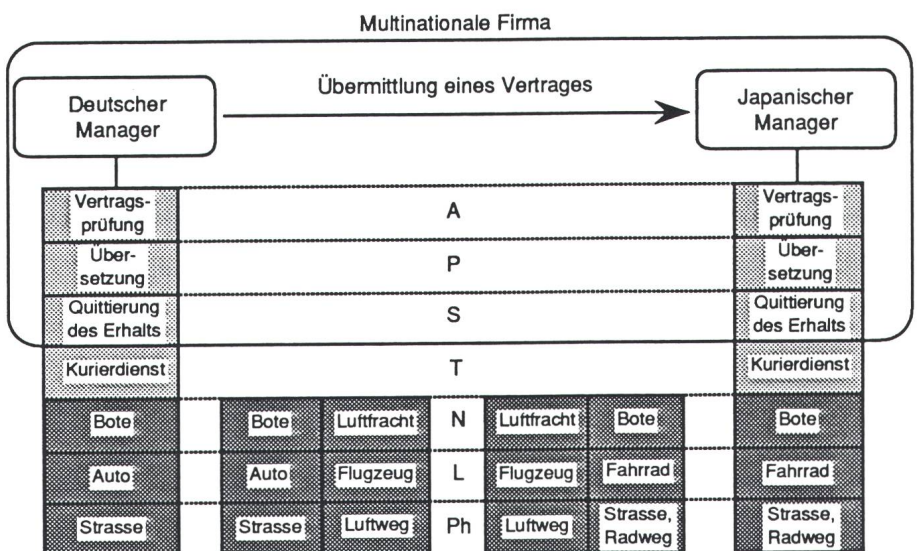 Multinationale Firma
Deutscher
Manager
Übermittlung eines Vertrages
Japanischer
Manager
Vertrags-
prüfung
A
Vertrags-
prüfung
Über-
setzung
P
Über-
setzung
Quittierung
des Erhalts
S
Quittierung
des Erhalts
Kurierdienst
T
Kurierdienst
Bote
Bote
Luftfracht
N
Luftfracht
Bote
Bote
Auto
Auto
Flugzeug
L
Flugzeug
Fahrrad
Fahrrad
Strasse
Strasse
Luftweg
Ph
Luftweg
Strasse,
Radweg
Strasse,
Radweg